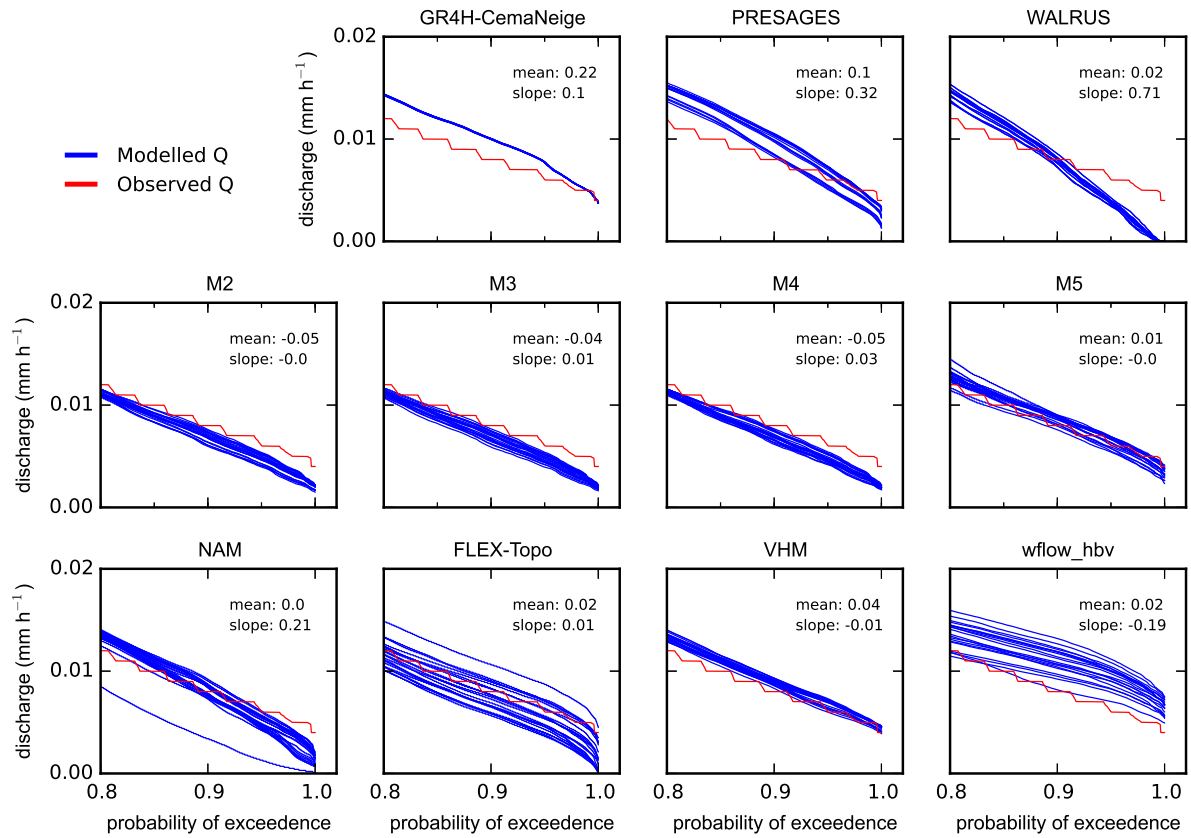 GR4H-CemaNeige
PRESAGES
WALRUS
0.02
0.01
0.00
discharge (mm h−1)
mean: 0.22
slope: 0.1
mean: 0.1
slope: 0.32
mean: 0.02
slope: 0.71
Modelled Q
Observed Q
M2
M3
M4
M5
0.02
0.01
0.00
discharge (mm h−1)
mean: -0.05
slope: -0.0
mean: -0.04
slope: 0.01
mean: -0.05
slope: 0.03
mean: 0.01
slope: -0.0
NAM
FLEX-Topo
VHM
wflow_hbv
0.02
0.01
0.00
discharge (mm h−1)
mean: 0.0
slope: 0.21
mean: 0.02
slope: 0.01
mean: 0.04
slope: -0.01
mean: 0.02
slope: -0.19
0.8 0.9 1.0
0.8 0.9 1.0
0.8 0.9 1.0
0.8 0.9 1.0
probability of exceedence
probability of exceedence
probability of exceedence
probability of exceedence